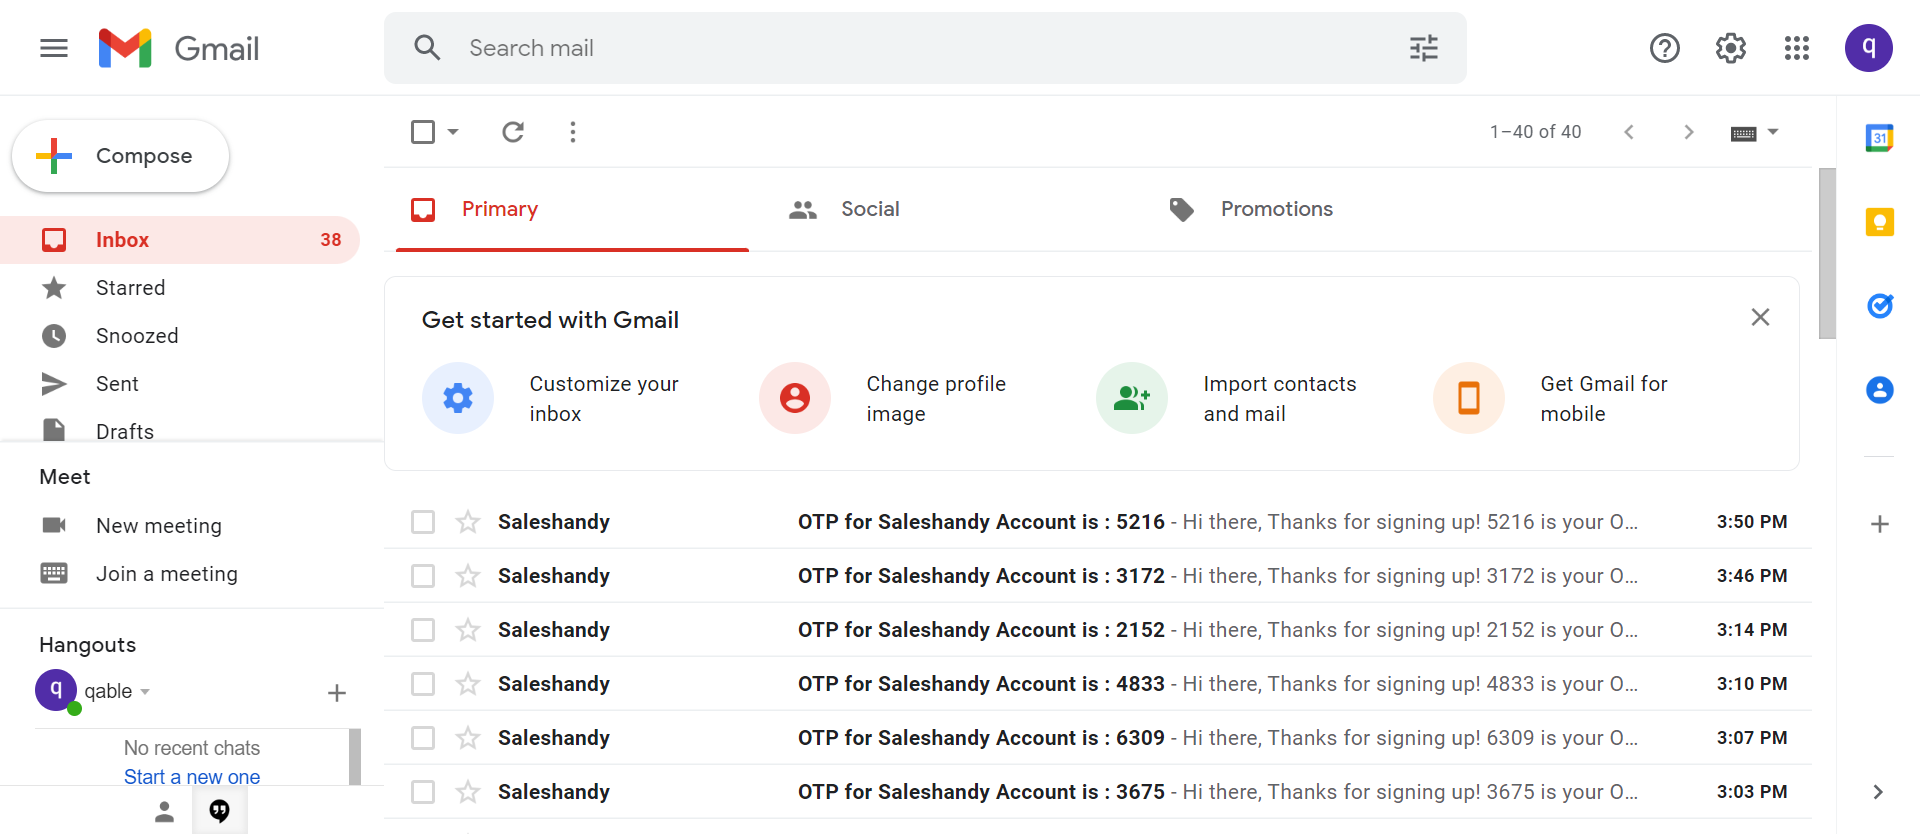 Gmail
Search mail
q
Compose
1–40 of 40
31
Primary
Social
Promotions
Inbox 38
Starred
Snoozed
Sent
Drafts
Get started with Gmail
Customize your
inbox
Change profile
image
Import contacts
and mail
Get Gmail for
mobile
Meet
New meeting
Join a meeting
Hangouts
q
qable
No recent chats
Start a new one
Saleshandy OTP for Saleshandy Account is : 5216 - Hi there, Thanks for signing up! 5216 is your O... 3:50 PM
Saleshandy OTP for Saleshandy Account is : 3172 - Hi there, Thanks for signing up! 3172 is your O... 3:46 PM
Saleshandy OTP for Saleshandy Account is : 2152 - Hi there, Thanks for signing up! 2152 is your O... 3:14 PM
Saleshandy OTP for Saleshandy Account is : 4833 - Hi there, Thanks for signing up! 4833 is your O... 3:10 PM
Saleshandy OTP for Saleshandy Account is : 6309 - Hi there, Thanks for signing up! 6309 is your O... 3:07 PM
Saleshandy OTP for Saleshandy Account is : 3675 - Hi there, Thanks for signing up! 3675 is your O... 3:03 PM